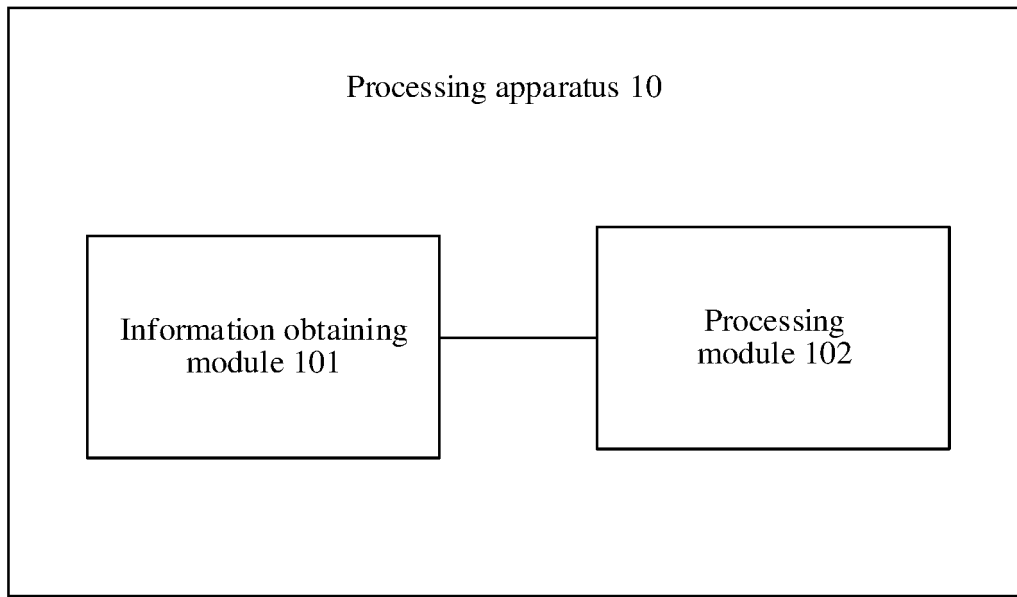 Processing apparatus 10
Information obtaining
module 101
Processing
module 102